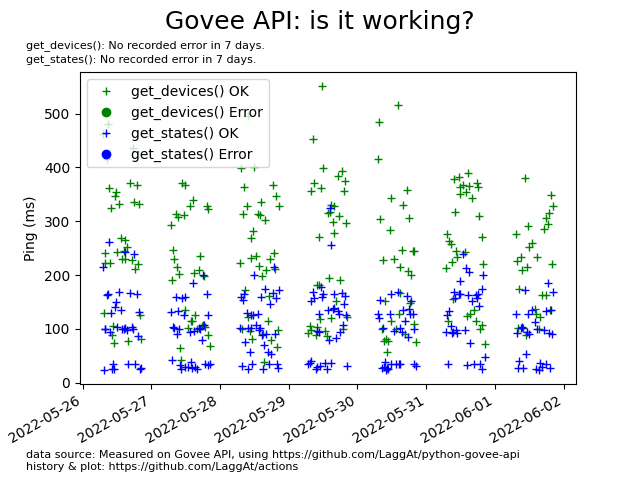 Govee API: is it working?
get_devices(): No recorded error in 7 days.
get_states(): No recorded error in 7 days.
get_devices() OK
get_devices() Error
get_states() OK
get_states() Error
Ping (ms)
500
400
300
200
100
0
2022-05-26
2022-05-27
2022-05-28
2022-05-29
2022-05-30
2022-05-31
2022-06-01
2022-06-02
data source: Measured on Govee API, using https://github.com/LaggAt/python-govee-api
history & plot: https://github.com/LaggAt/actions